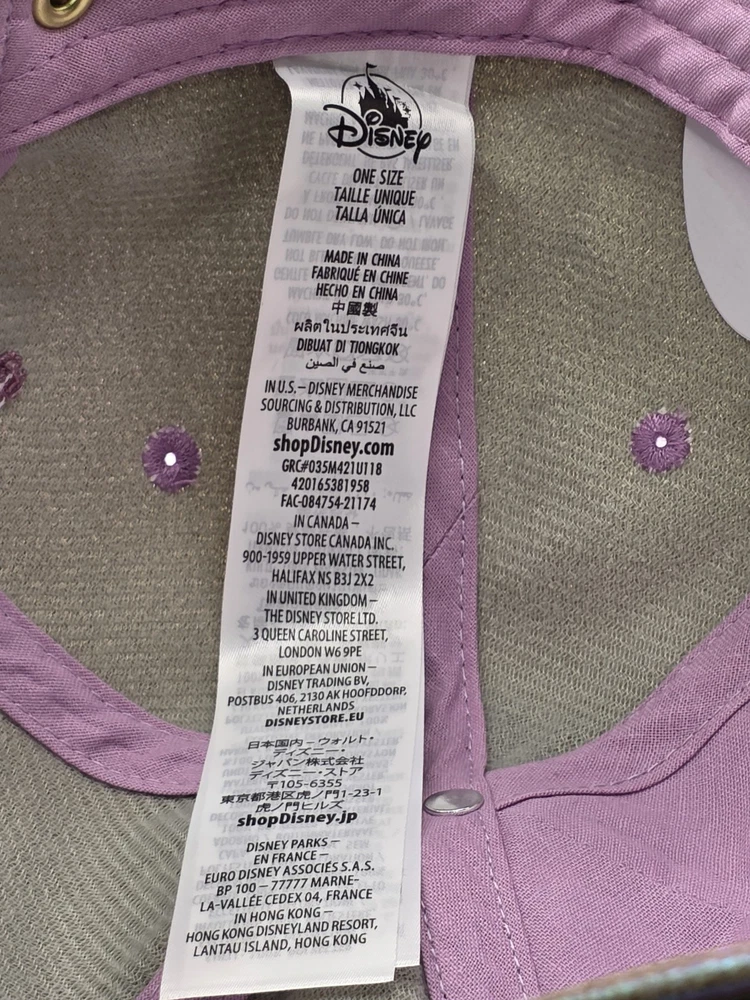 Disney
ONE SIZE
TAILLE UNIQUE
TALLA ÚNICA
MADE IN CHINA
FABRIQUÉ EN CHINE
HECHO EN CHINA
中國製
ผลิตในประเทศจีน
DIBUAT DI TIONGKOK
صنع في الصين
IN U.S.– DISNEY MERCHANDISE
SOURCING & DISTRIBUTION, LLC
BURBANK, CA 91521
shopDisney.com
GRC#035M421U118
420165381958
FAC-084754-21174
IN CANADA –
DISNEY STORE CANADA INC.
900-1959 UPPER WATER STREET,
HALIFAX NS B3J 2X2
IN UNITED KINGDOM –
THE DISNEY STORE LTD.
3 QUEEN CAROLINE STREET,
LONDON W6 9PE
IN EUROPEAN UNION –
DISNEY TRADING BV,
POSTBUS 406, 2130 AK HOOFDDORP,
NETHERLANDS
DISNEYSTORE.EU
日本国内 – ウォルト・
ディズニー・
ジャパン株式会社
ディズニー・ストア
〒105-6355
東京都港区虎ノ門1-23-1
虎ノ門ヒルズ
shopDisney.jp
DISNEY PARKS –
EN FRANCE –
EURO DISNEY ASSOCIÉS S.A.S.
BP 100 – 77777 MARNE-
LA-VALLÉE CEDEX 04, FRANCE
IN HONG KONG –
HONG KONG DISNEYLAND RESORT,
LANTAU ISLAND, HONG KONG